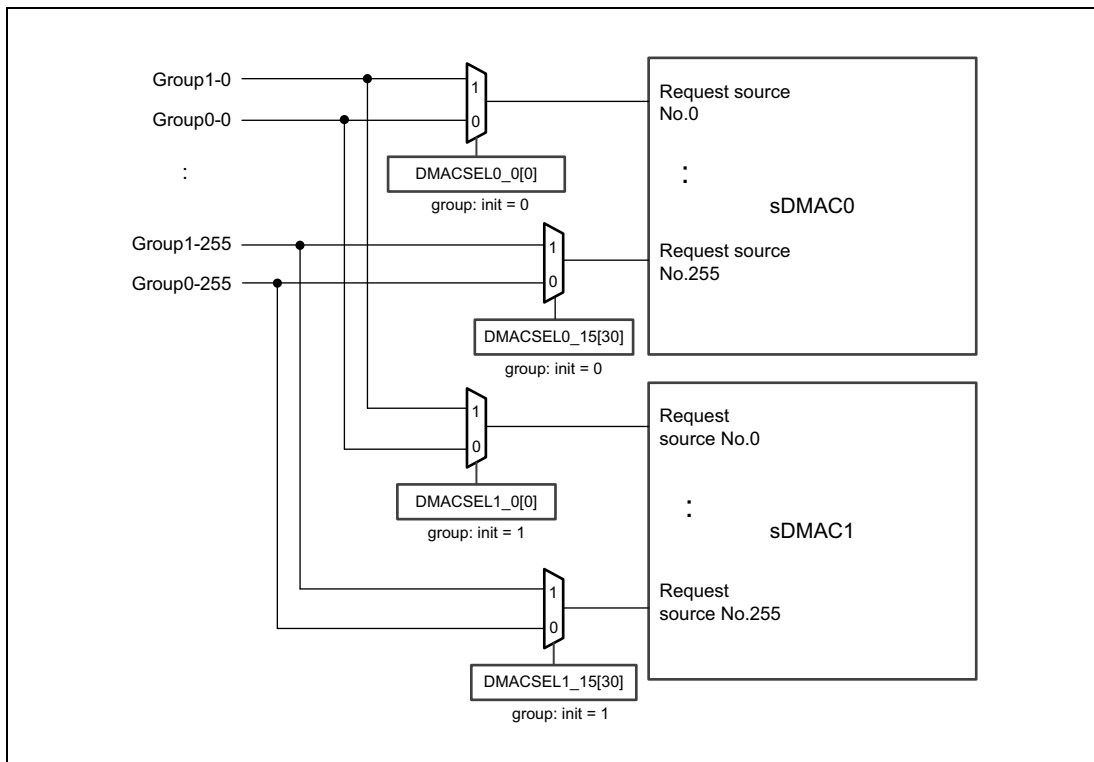 Group1-0
Group0-0
:
Group1-255
Group0-255
1
0
DMACSEL0_0[0]
group: init = 0
1
0
DMACSEL0_15[30]
group: init = 0
Request source
No.0
:
sDMAC0
Request source
No.255
1
0
DMACSEL1_0[0]
group: init = 1
1
0
DMACSEL1_15[30]
group: init = 1
Request
source No.0
:
sDMAC1
Request
source No.255